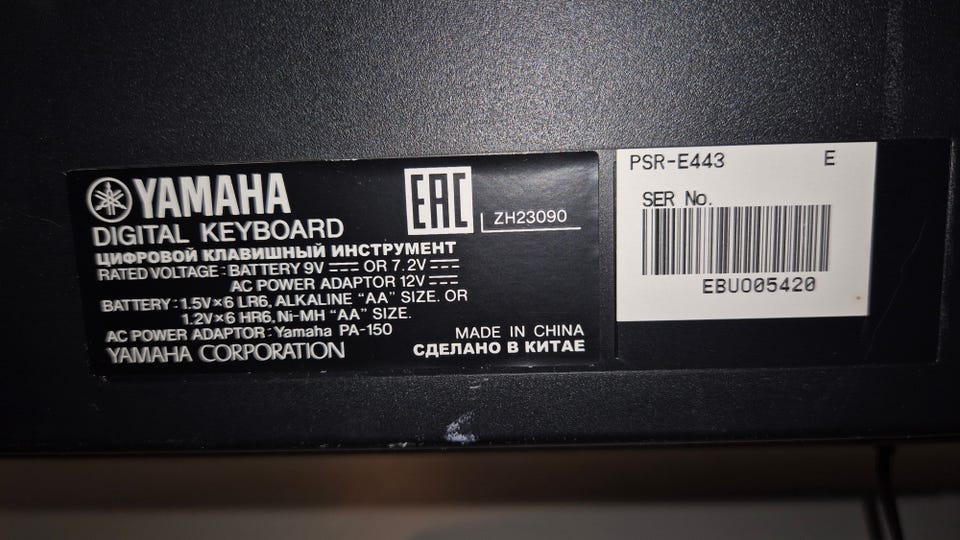 YAMAHA
EAC
ZH23090
DIGITAL KEYBOARD
ЦИФРОВОЙ КЛАВИШНЫЙ ИНСТРУМЕНТ
RATED VOLTAGE : BATTERY 9V ⎓ OR 7.2V ⎓
AC POWER ADAPTOR 12V ⎓
BATTERY : 1.5V×6 LR6, ALKALINE “AA” SIZE. OR
1.2V×6 HR6, Ni-MH “AA” SIZE.
AC POWER ADAPTOR : Yamaha PA-150
YAMAHA CORPORATION
MADE IN CHINA
СДЕЛАНО В КИТАЕ
PSR-E443 E
SER No.
EBUO05420